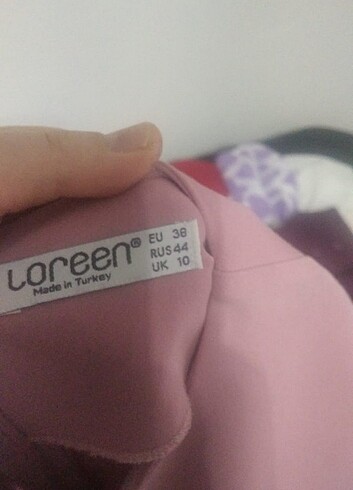 Loreen®
Made in Turkey
EU 38
RUS 44
UK 10